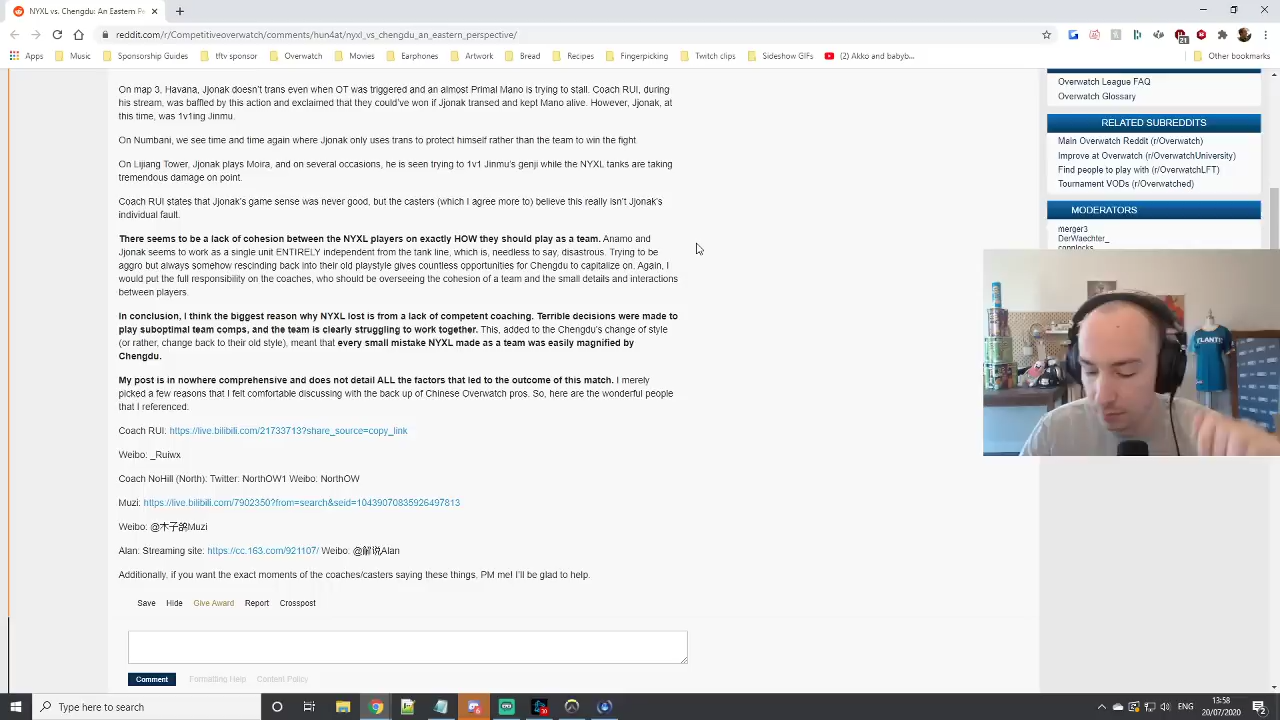 NYXL vs. Chengdu: An Eastern Pe
reddit.com/r/Competitiveoverwatch/comments/hun4at/nyxl_vs_chengdu_an_eastern_perspective/
21
Apps Music Sponsorship Guides tftv sponsor Overwatch Movies Earphones Artwork Bread Recipes Fingerpicking Twitch clips Sideshow GIFs (2) Akko and babyb... Other bookmarks
On map 3, Havana, Jjonak doesn't trans even when OT was triggered and almost Primal Mano is trying to stall. Coach RUI, during
his stream, was baffled by this action and exclaimed that they could've won if Jjonak transed and kept Mano alive. However, Jjonak, at
this time, was 1v1ing Jinmu.
On Numbani, we see time and time again where Jjonak only uses trans to protect himself rather than the team to win the fight.
On Lijiang Tower, Jjonak plays Moira, and on several occasions, he is seen trying to 1v1 Jinmu's genji while the NYXL tanks are taking
tremendous damage on point.
Coach RUI states that Jjonak's game sense was never good, but the casters (which I agree more to) believe this really isn't Jjonak's
individual fault.
There seems to be a lack of cohesion between the NYXL players on exactly HOW they should play as a team. Anamo and
Jjonak seems to work as a single unit ENTIRELY independent from the tank line, which is, needless to say, disastrous. Trying to be
aggro but always somehow rescinding back into their old playstyle gives countless opportunities for Chengdu to capitalize on. Again, I
would put the full responsibility on the coaches, who should be overseeing the cohesion of a team and the small details and interactions
between players.
In conclusion, I think the biggest reason why NYXL lost is from a lack of competent coaching. Terrible decisions were made to
play suboptimal team comps, and the team is clearly struggling to work together. This, added to the Chengdu's change of style
(or rather, change back to their old style), meant that every small mistake NYXL made as a team was easily magnified by
Chengdu.
My post is in nowhere comprehensive and does not detail ALL the factors that led to the outcome of this match. I merely
picked a few reasons that I felt comfortable discussing with the back up of Chinese Overwatch pros. So, here are the wonderful people
that I referenced.
Coach RUI: https://live.bilibili.com/21733713?share_source=copy_link
Weibo: _Ruiwx
Coach NoHill (North): Twitter: NorthOW1 Weibo: NorthOW
Muzi: https://live.bilibili.com/7902350?from=search&seid=10439070835926497813
Weibo: @木子鸽Muzi
Alan: Streaming site: https://cc.163.com/921107/ Weibo: @解说Alan
Additionally, if you want the exact moments of the coaches/casters saying these things, PM me! I'll be glad to help.
Save Hide Give Award Report Crosspost
Comment Formatting Help Content Policy
Overwatch League FAQ
Overwatch Glossary
RELATED SUBREDDITS
Main Overwatch Reddit (r/Overwatch)
Improve at Overwatch (r/OverwatchUniversity)
Find people to play with (r/OverwatchLFT)
Tournament VODs (r/Overwatched)
MODERATORS
merger3
DerWaechter_
Type here to search
ENG
13:58
20/07/2020
2